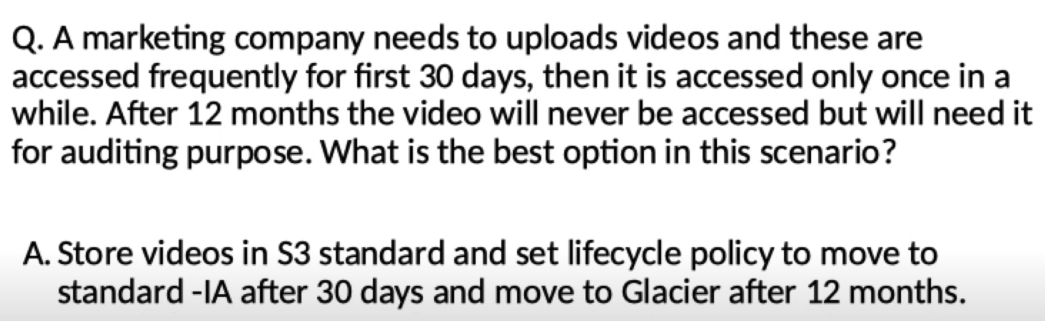 Q. A marketing company needs to uploads videos and these are
accessed frequently for first 30 days, then it is accessed only once in a
while. After 12 months the video will never be accessed but will need it
for auditing purpose. What is the best option in this scenario?
A. Store videos in S3 standard and set lifecycle policy to move to
standard -IA after 30 days and move to Glacier after 12 months.